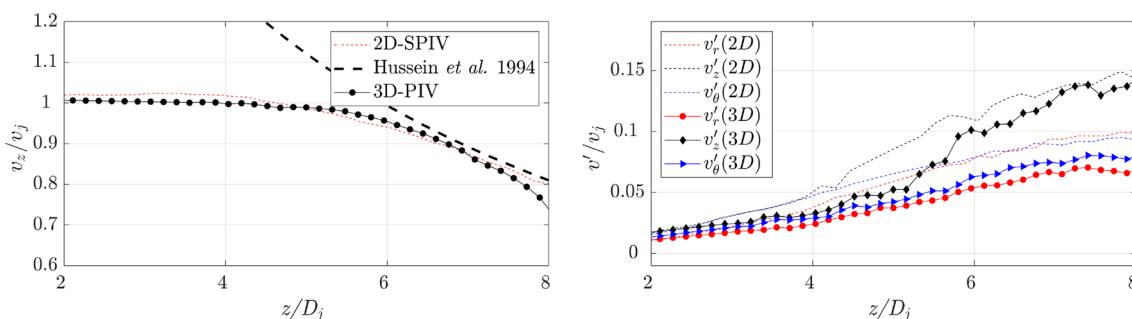 1.2
1.1
1
0.9
0.8
0.7
0.6
2
4
6
8
v_z/v_j
z/D_j
2D-SPIV
Hussein et al. 1994
3D-PIV
0.15
0.1
0.05
0
2
4
6
8
v′/v_j
z/D_j
v′_r(2D)
v′_z(2D)
v′_θ(2D)
v′_r(3D)
v′_z(3D)
v′_θ(3D)